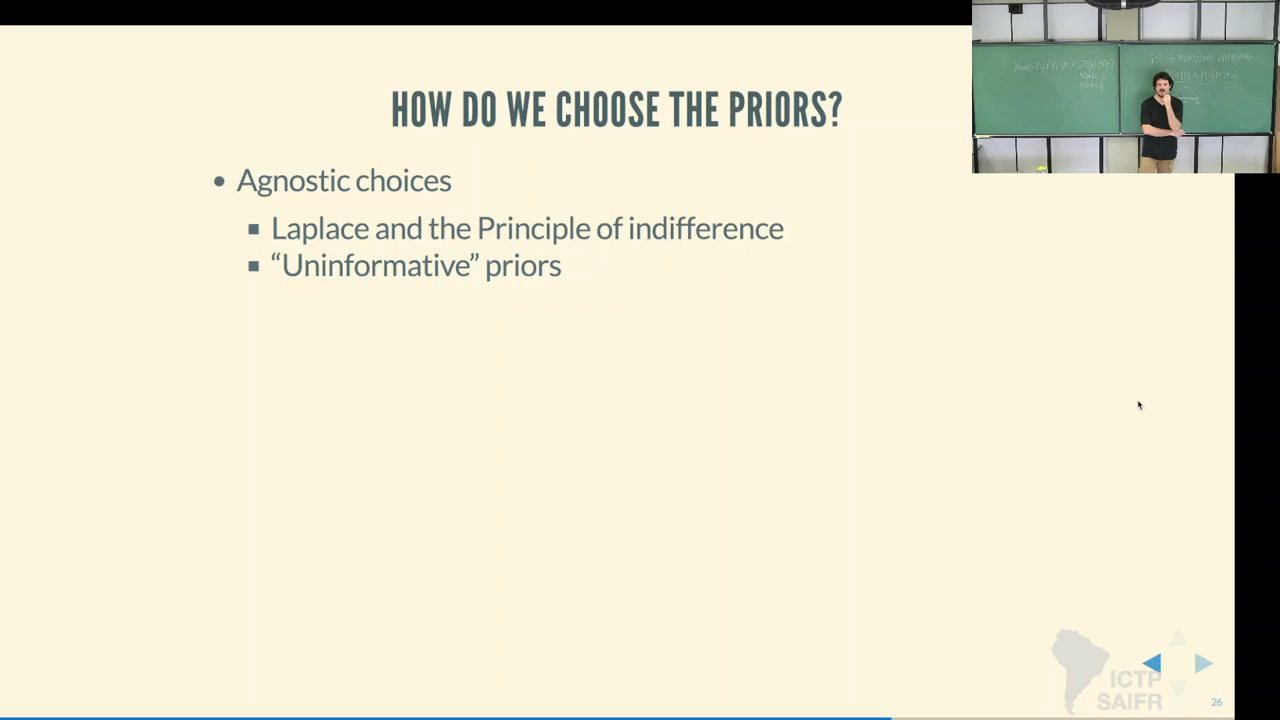 HOW DO WE CHOOSE THE PRIORS?
• Agnostic choices
▪ Laplace and the Principle of indifference
▪ “Uninformative” priors
ICTP
SAIFR
26